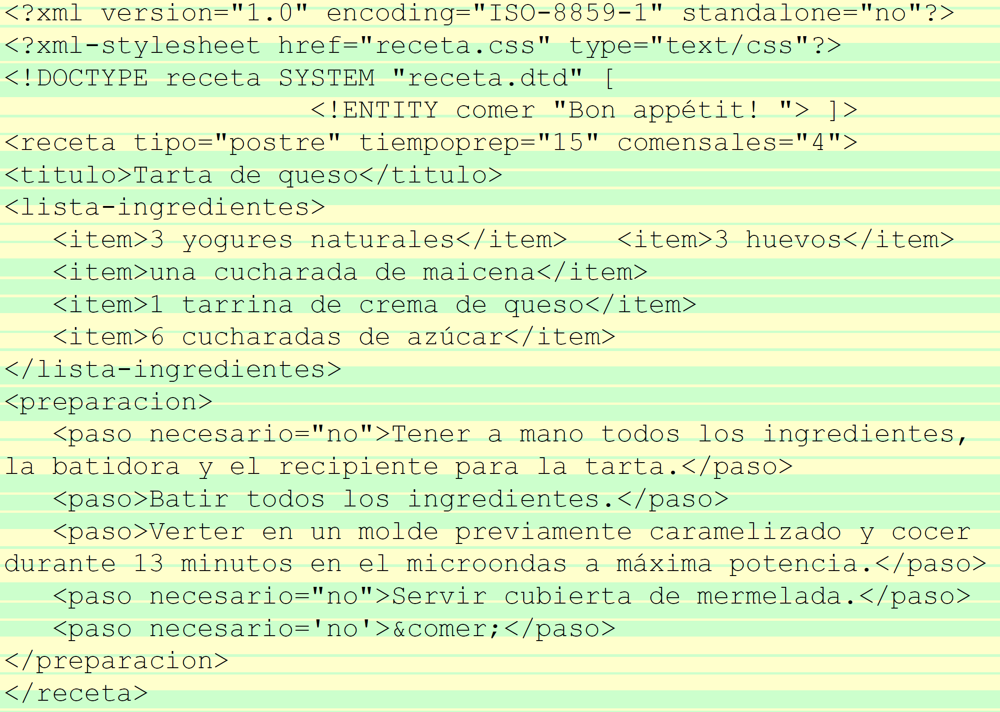 <?xml version="1.0" encoding="ISO-8859-1" standalone="no"?>
<?xml-stylesheet href="receta.css" type="text/css"?>
<!DOCTYPE receta SYSTEM "receta.dtd" [
                   <!ENTITY comer "Bon appétit! "> ]>
<receta tipo="postre" tiempoprep="15" comensales="4">
<titulo>Tarta de queso</titulo>
<lista-ingredientes>
   <item>3 yogures naturales</item>   <item>3 huevos</item>
   <item>una cucharada de maicena</item>
   <item>1 tarrina de crema de queso</item>
   <item>6 cucharadas de azúcar</item>
</lista-ingredientes>
<preparacion>
   <paso necesario="no">Tener a mano todos los ingredientes,
la batidora y el recipiente para la tarta.</paso>
   <paso>Batir todos los ingredientes.</paso>
   <paso>Verter en un molde previamente caramelizado y cocer
durante 13 minutos en el microondas a máxima potencia.</paso>
   <paso necesario="no">Servir cubierta de mermelada.</paso>
   <paso necesario='no'>&comer;</paso>
</preparacion>
</receta>